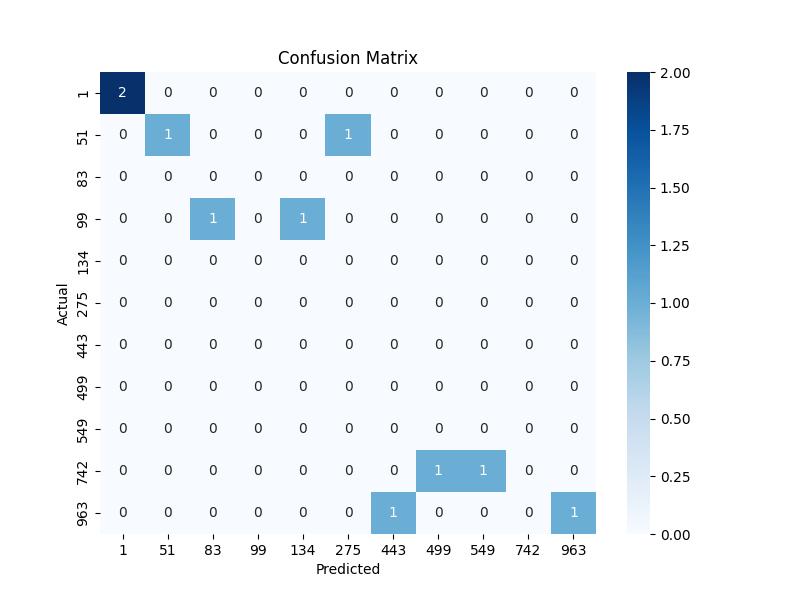 Confusion Matrix
1 2 0 0 0 0 0 0 0 0 0 0
51 0 1 0 0 0 1 0 0 0 0 0
83 0 0 0 0 0 0 0 0 0 0 0
99 0 0 1 0 1 0 0 0 0 0 0
134 0 0 0 0 0 0 0 0 0 0 0
275 0 0 0 0 0 0 0 0 0 0 0
443 0 0 0 0 0 0 0 0 0 0 0
499 0 0 0 0 0 0 0 0 0 0 0
549 0 0 0 0 0 0 0 0 0 0 0
742 0 0 0 0 0 0 0 1 1 0 0
963 0 0 0 0 0 0 1 0 0 0 1
1 51 83 99 134 275 443 499 549 742 963
Actual
Predicted
2.00
1.75
1.50
1.25
1.00
0.75
0.50
0.25
0.00